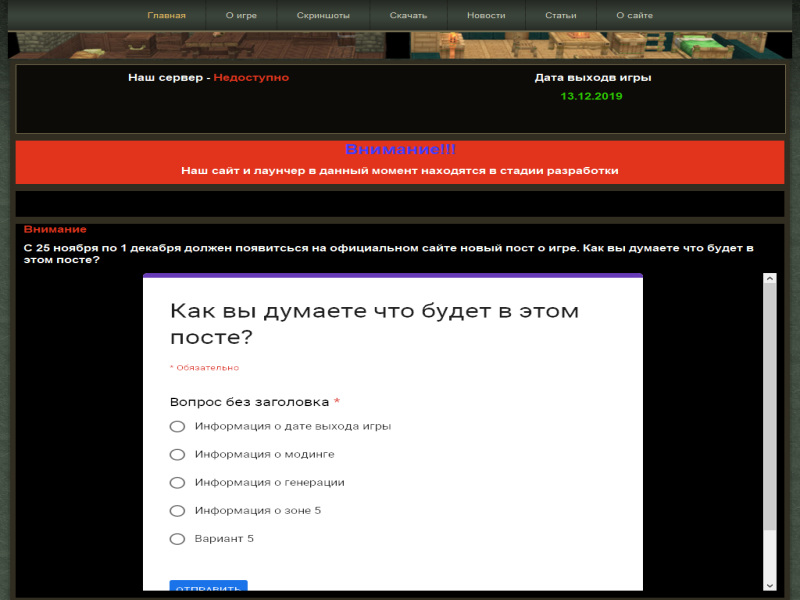 Главная О игре Скриншоты Скачать Новости Статьи О сайте
Наш сервер - Недоступно
Дата выходв игры
13.12.2019
Внимание!!!
Наш сайт и лаунчер в данный момент находятся в стадии разработки
Внимание
С 25 ноября по 1 декабря должен появитсься на официальном сайте новый пост о игре. Как вы думаете что будет в
этом посте?
Как вы думаете что будет в этом
посте?
* Обязательно
Вопрос без заголовка *
Информация о дате выхода игры
Информация о модинге
Информация о генерации
Информация о зоне 5
Вариант 5
ОТПРАВИТЬ